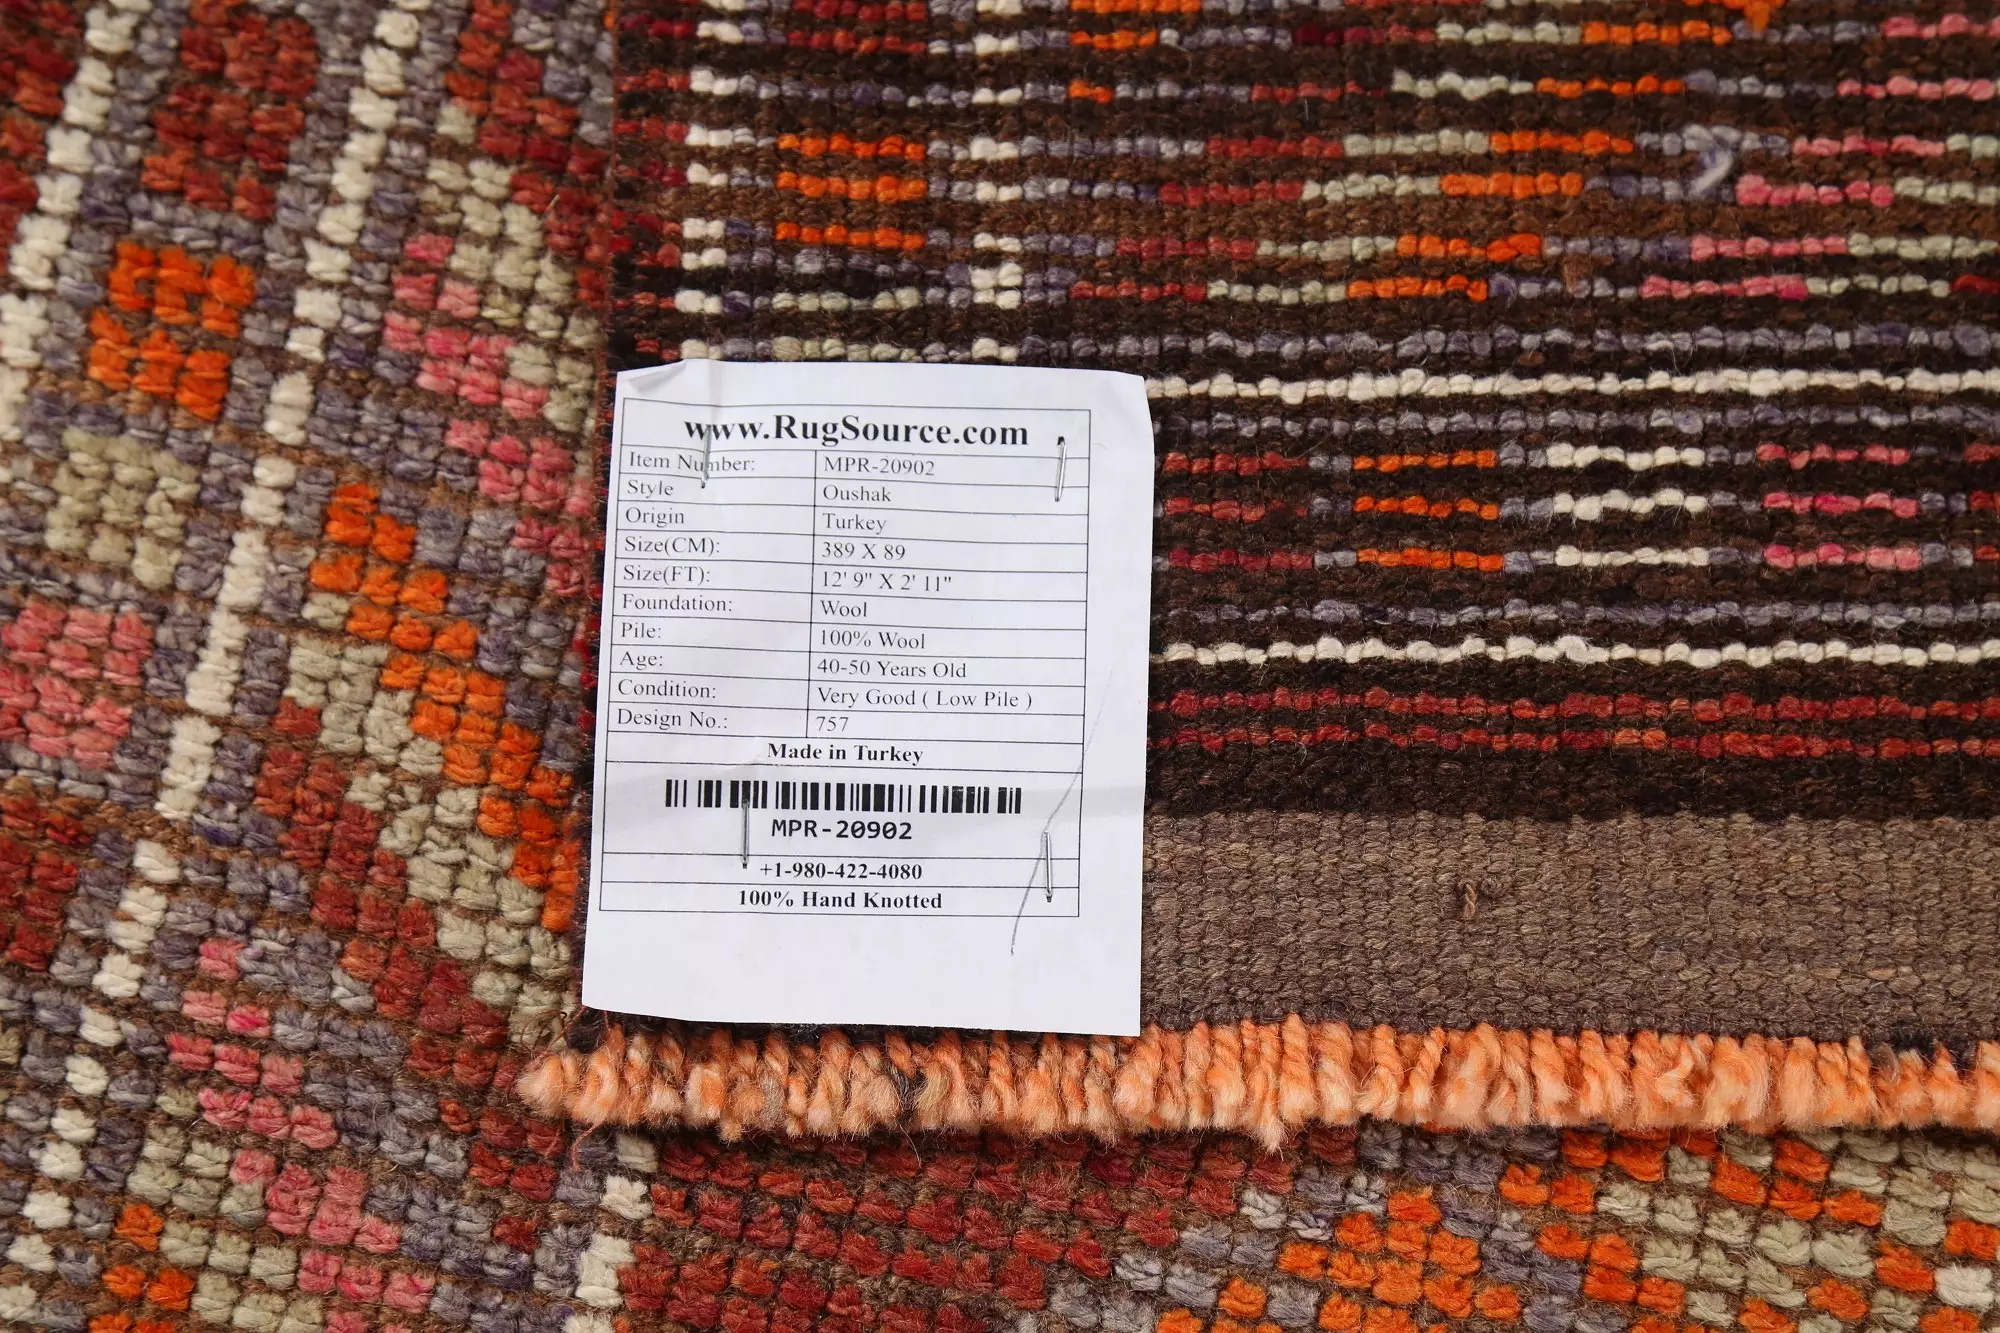 www.RugSource.com
Item Number: MPR-20902
Style Oushak
Origin Turkey
Size(CM): 389 X 89
Size(FT): 12' 9" X 2' 11"
Foundation: Wool
Pile: 100% Wool
Age: 40-50 Years Old
Condition: Very Good ( Low Pile )
Design No.: 757
Made in Turkey
MPR-20902
+1-980-422-4080
100% Hand Knotted